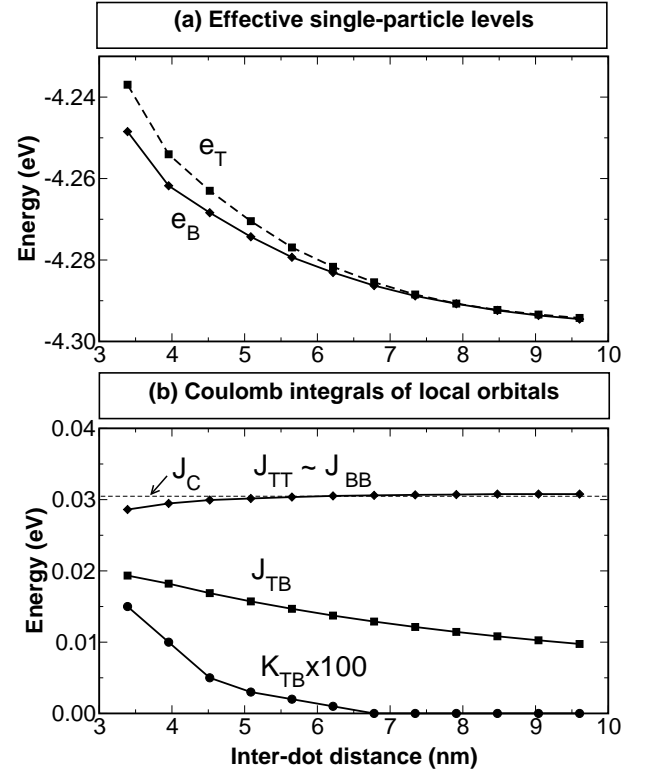 (a) Effective single-particle levels
-4.24
-4.26
-4.28
-4.30
Energy (eV)
e_T
e_B
3 4 5 6 7 8 9 10
(b) Coulomb integrals of local orbitals
0.04
0.03
0.02
0.01
0.00
Energy (eV)
J_C
J_TT ~ J_BB
J_TB
K_TBx100
3 4 5 6 7 8 9 10
Inter-dot distance (nm)